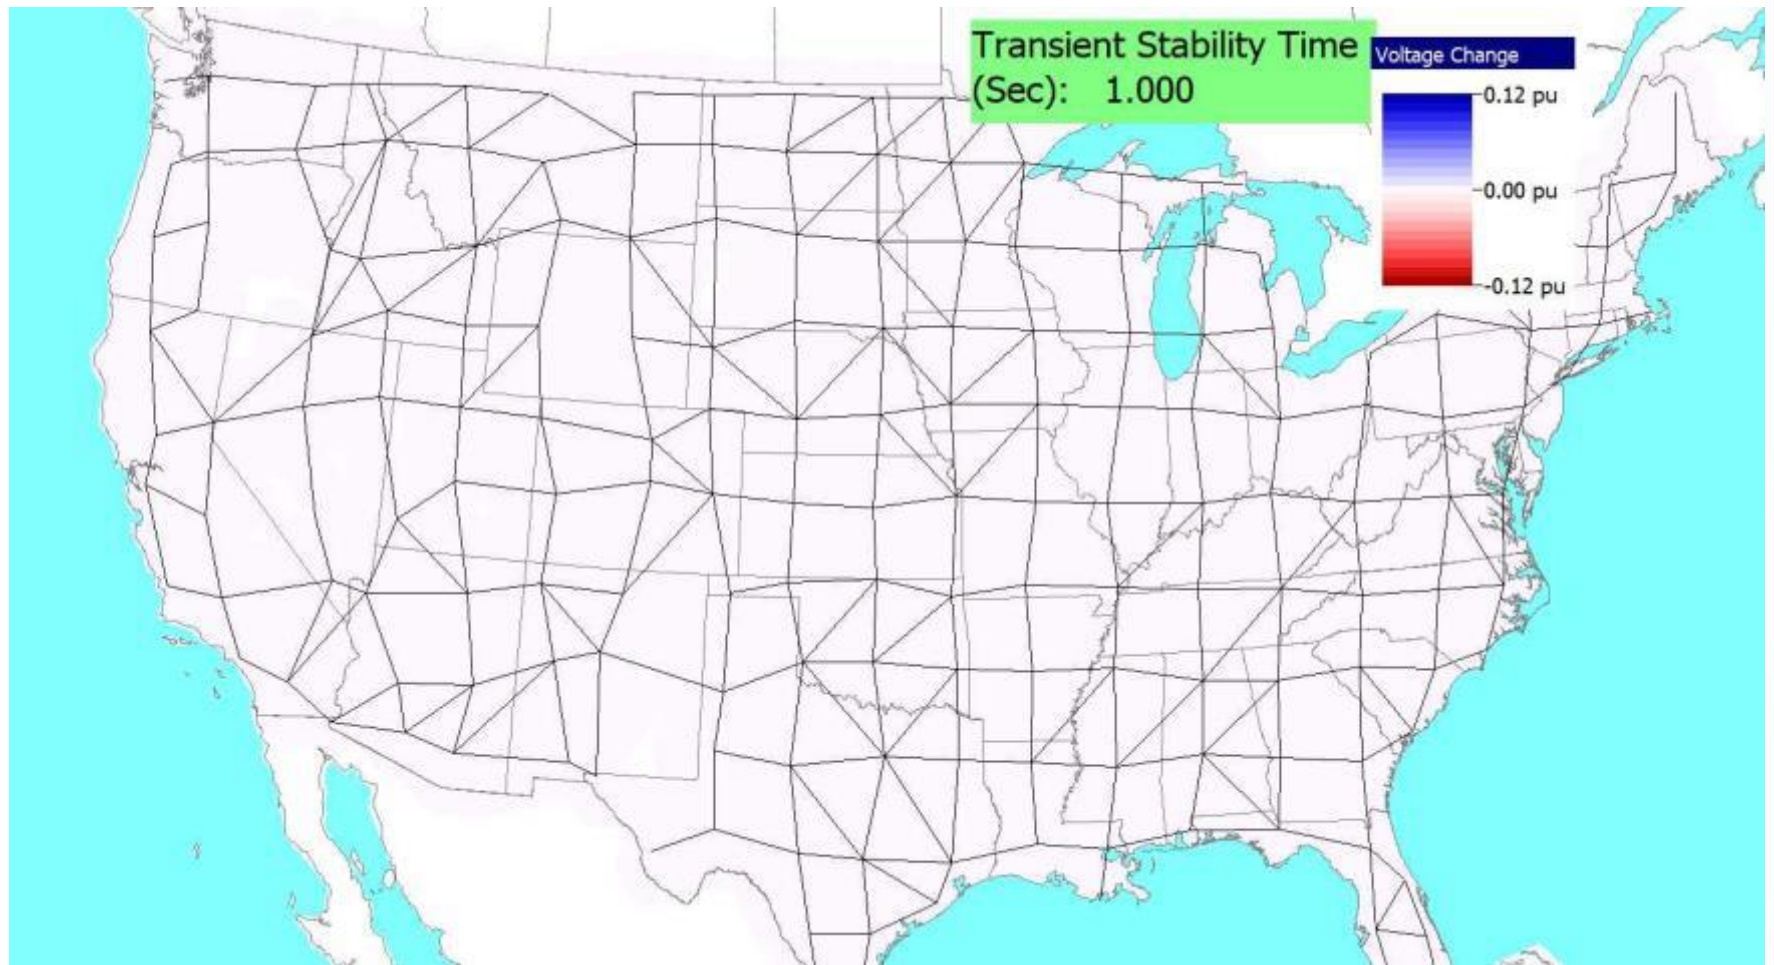 Transient Stability Time
(Sec): 1.000
Voltage Change
0.12 pu
0.00 pu
-0.12 pu